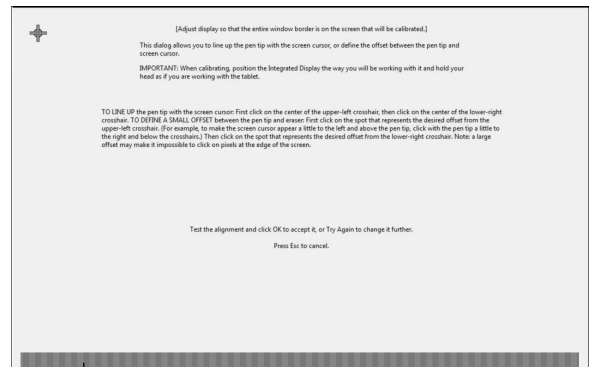 [Adjust display so that the entire window border is on the screen that will be calibrated.]
This dialog allows you to line up the pen tip with the screen cursor, or define the offset between the pen tip and
screen cursor.
IMPORTANT: When calibrating, position the Integrated Display the way you will be working with it and hold your
head as if you are working with the tablet.
TO LINE UP the pen tip with the screen cursor: First click on the center of the upper-left crosshair, then click on the center of the lower-right
crosshair. TO DEFINE A SMALL OFFSET between the pen tip and eraser: First click on the spot that represents the desired offset from the
upper-left crosshair. (For example, to make the screen cursor appear a little to the left and above the pen tip, click with the pen tip a little to
the right and below the crosshairs.) Then click on the spot that represents the desired offset from the lower-right crosshair. Note: a large
offset may make it impossible to click on pixels at the edge of the screen.
Test the alignment and click OK to accept it, or Try Again to change it further.
Press Esc to cancel.